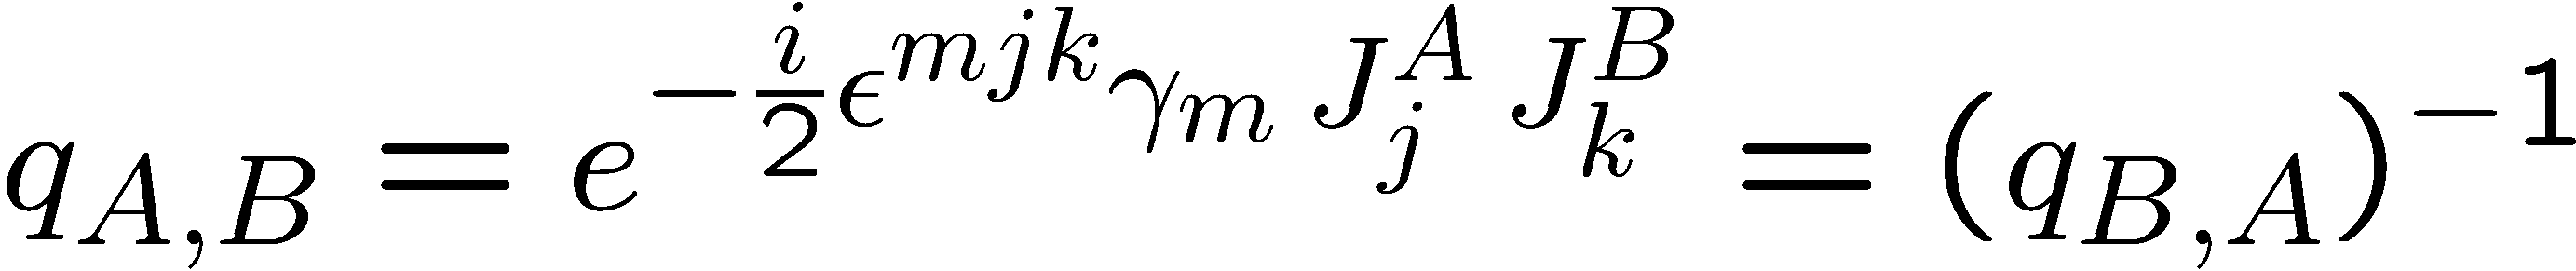 $q_{A,B} = e^{-\frac{i}{2}\epsilon^{mjk}\gamma_m J_j^A J_k^B} = (q_{B,A})^{-1}$